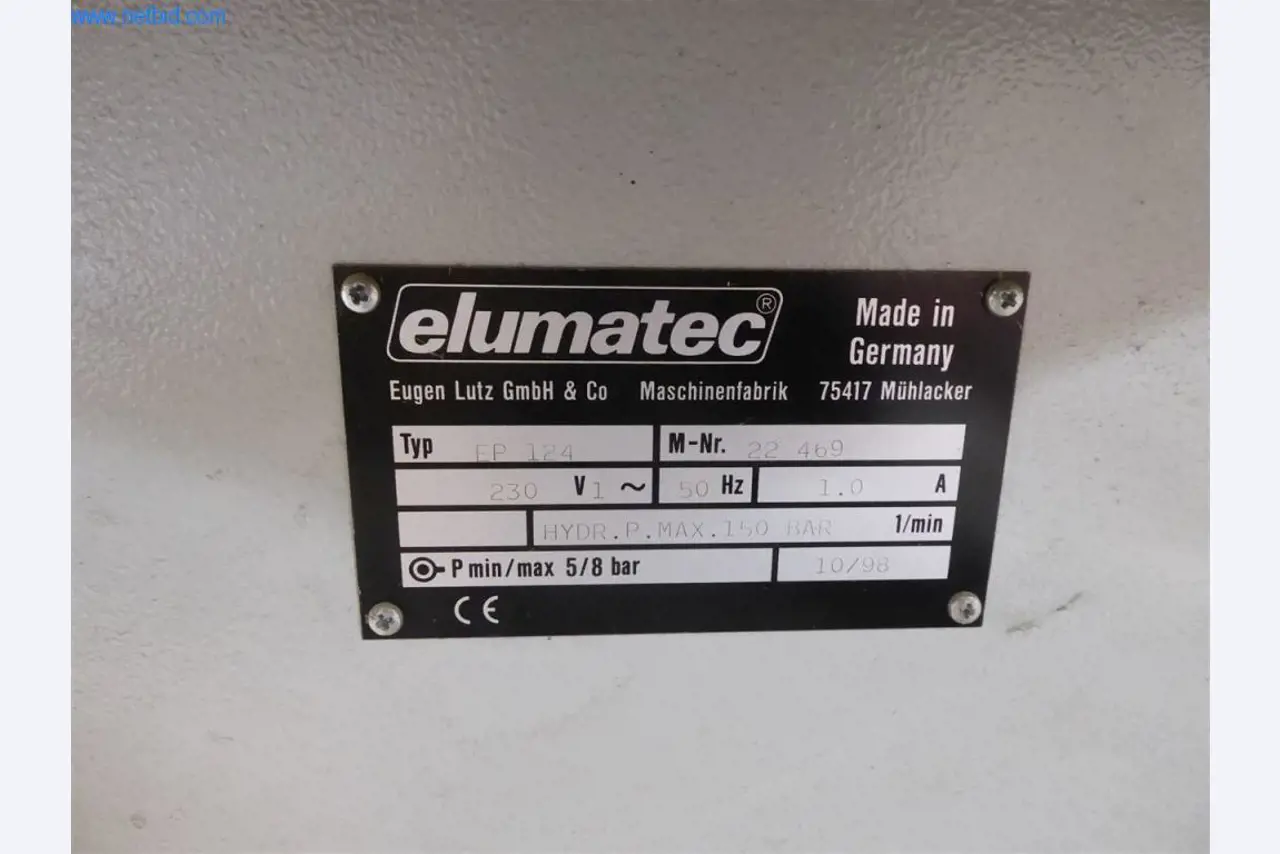 www.netbid.com
elumatec®
Made in
Germany
Eugen Lutz GmbH & Co Maschinenfabrik 75417 Mühlacker
Typ EP 124 M-Nr. 22 469
230 V 1 ~ 50 Hz 1.0 A
HYDR.P.MAX.150 BAR 1/min
P min/max 5/8 bar 10/98
CE